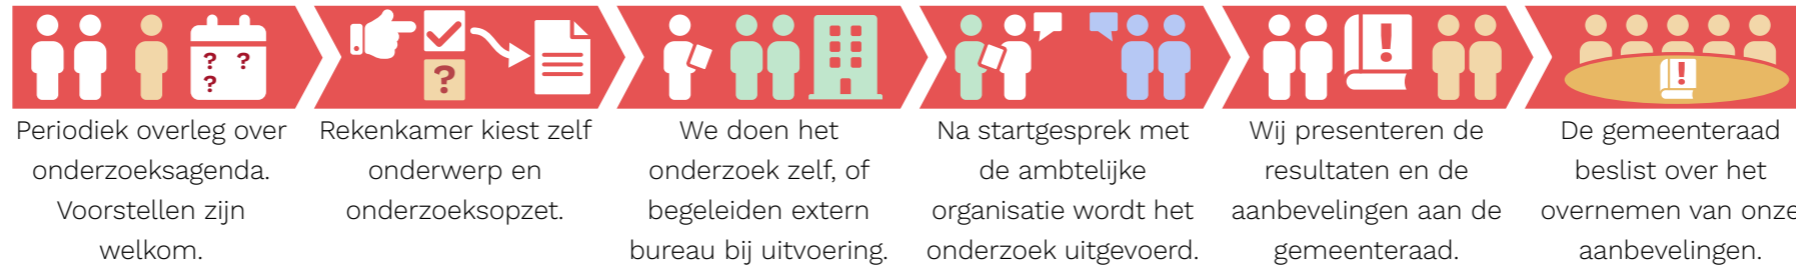 Periodiek overleg over
onderzoeksagenda.
Voorstellen zijn
welkom.
Rekenkamer kiest zelf
onderwerp en
onderzoeksopzet.
We doen het
onderzoek zelf, of
begeleiden extern
bureau bij uitvoering.
Na startgesprek met
de ambtelijke
organisatie wordt het
onderzoek uitgevoerd.
Wij presenteren de
resultaten en de
aanbevelingen aan de
gemeenteraad.
De gemeenteraad
beslist over het
overnemen van onze
aanbevelingen.